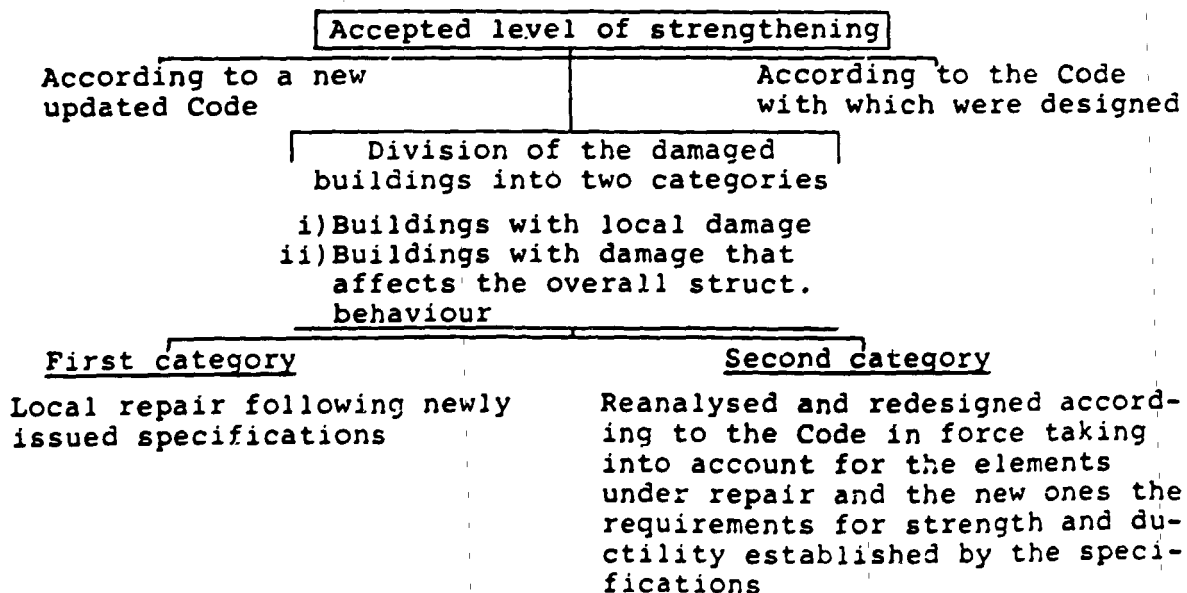 Accepted level of strengthening
According to a new
updated Code
According to the Code
with which were designed
Division of the damaged
buildings into two categories
i)Buildings with local damage
ii)Buildings with damage that
affects the overall struct.
behaviour
First category
Local repair following newly
issued specifications
Second category
Reanalysed and redesigned accord-
ing to the Code in force taking
into account for the elements
under repair and the new ones the
requirements for strength and du-
ctility established by the speci-
fications